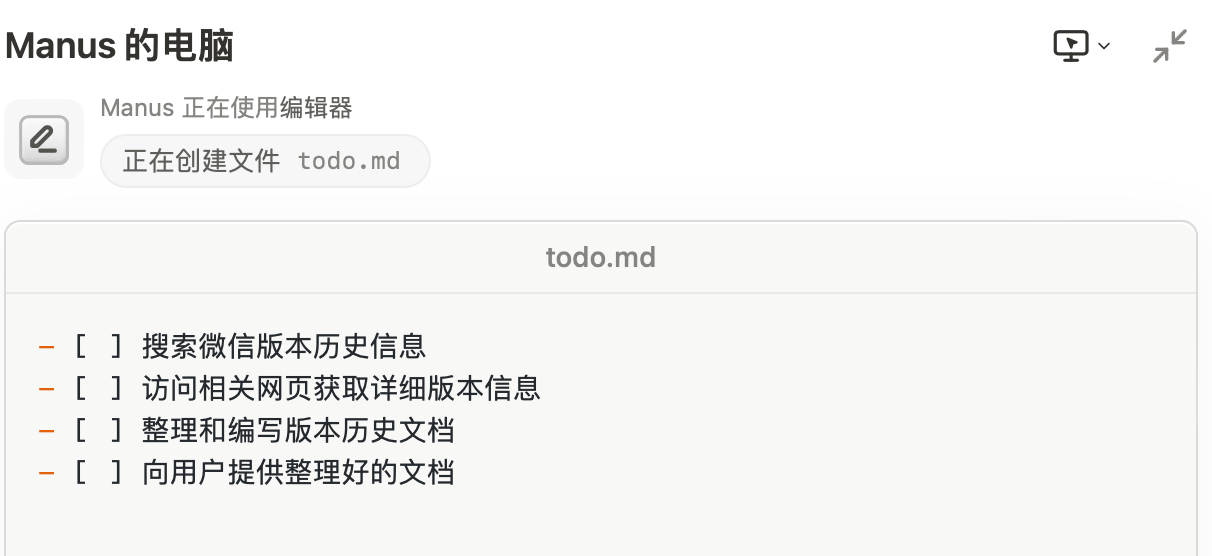 Manus 的电脑
Manus 正在使用编辑器
正在创建文件 todo.md
todo.md
- [ ] 搜索微信版本历史信息
- [ ] 访问相关网页获取详细版本信息
- [ ] 整理和编写版本历史文档
- [ ] 向用户提供整理好的文档